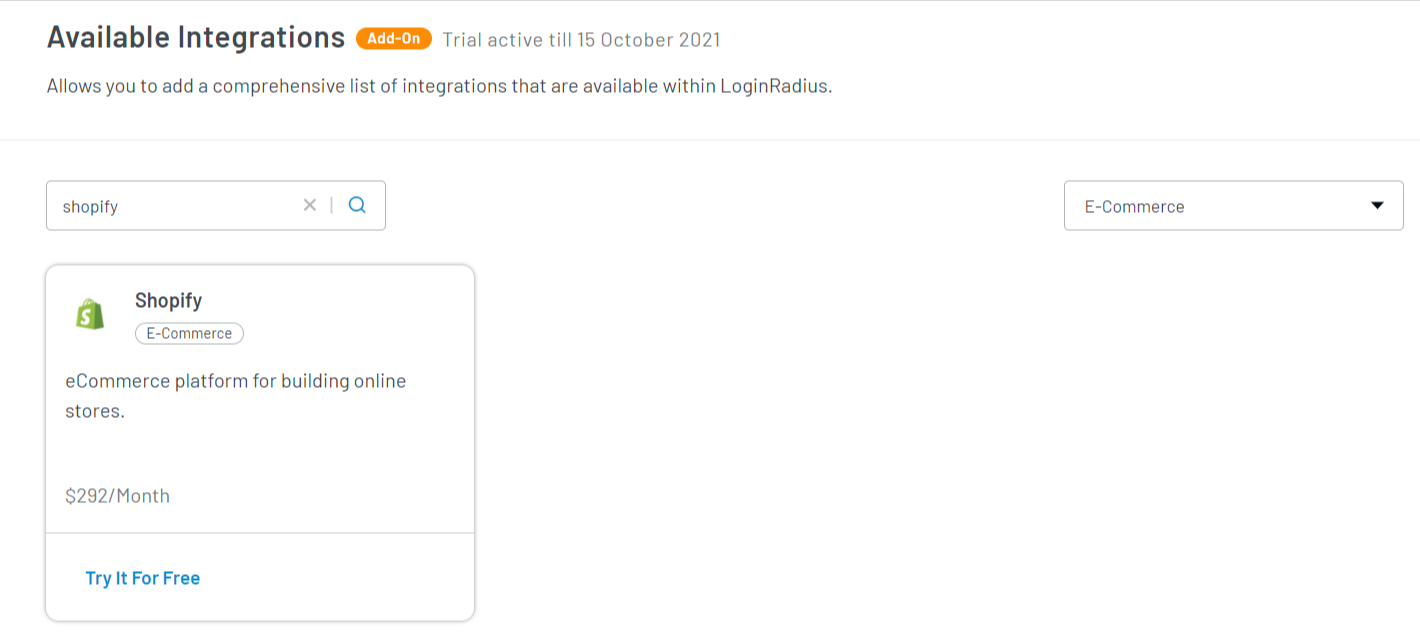 Available Integrations Add-On Trial active till 15 October 2021
Allows you to add a comprehensive list of integrations that are available within LoginRadius.
shopify
E-Commerce
Shopify
E-Commerce
eCommerce platform for building online
stores.
$292/Month
Try It For Free